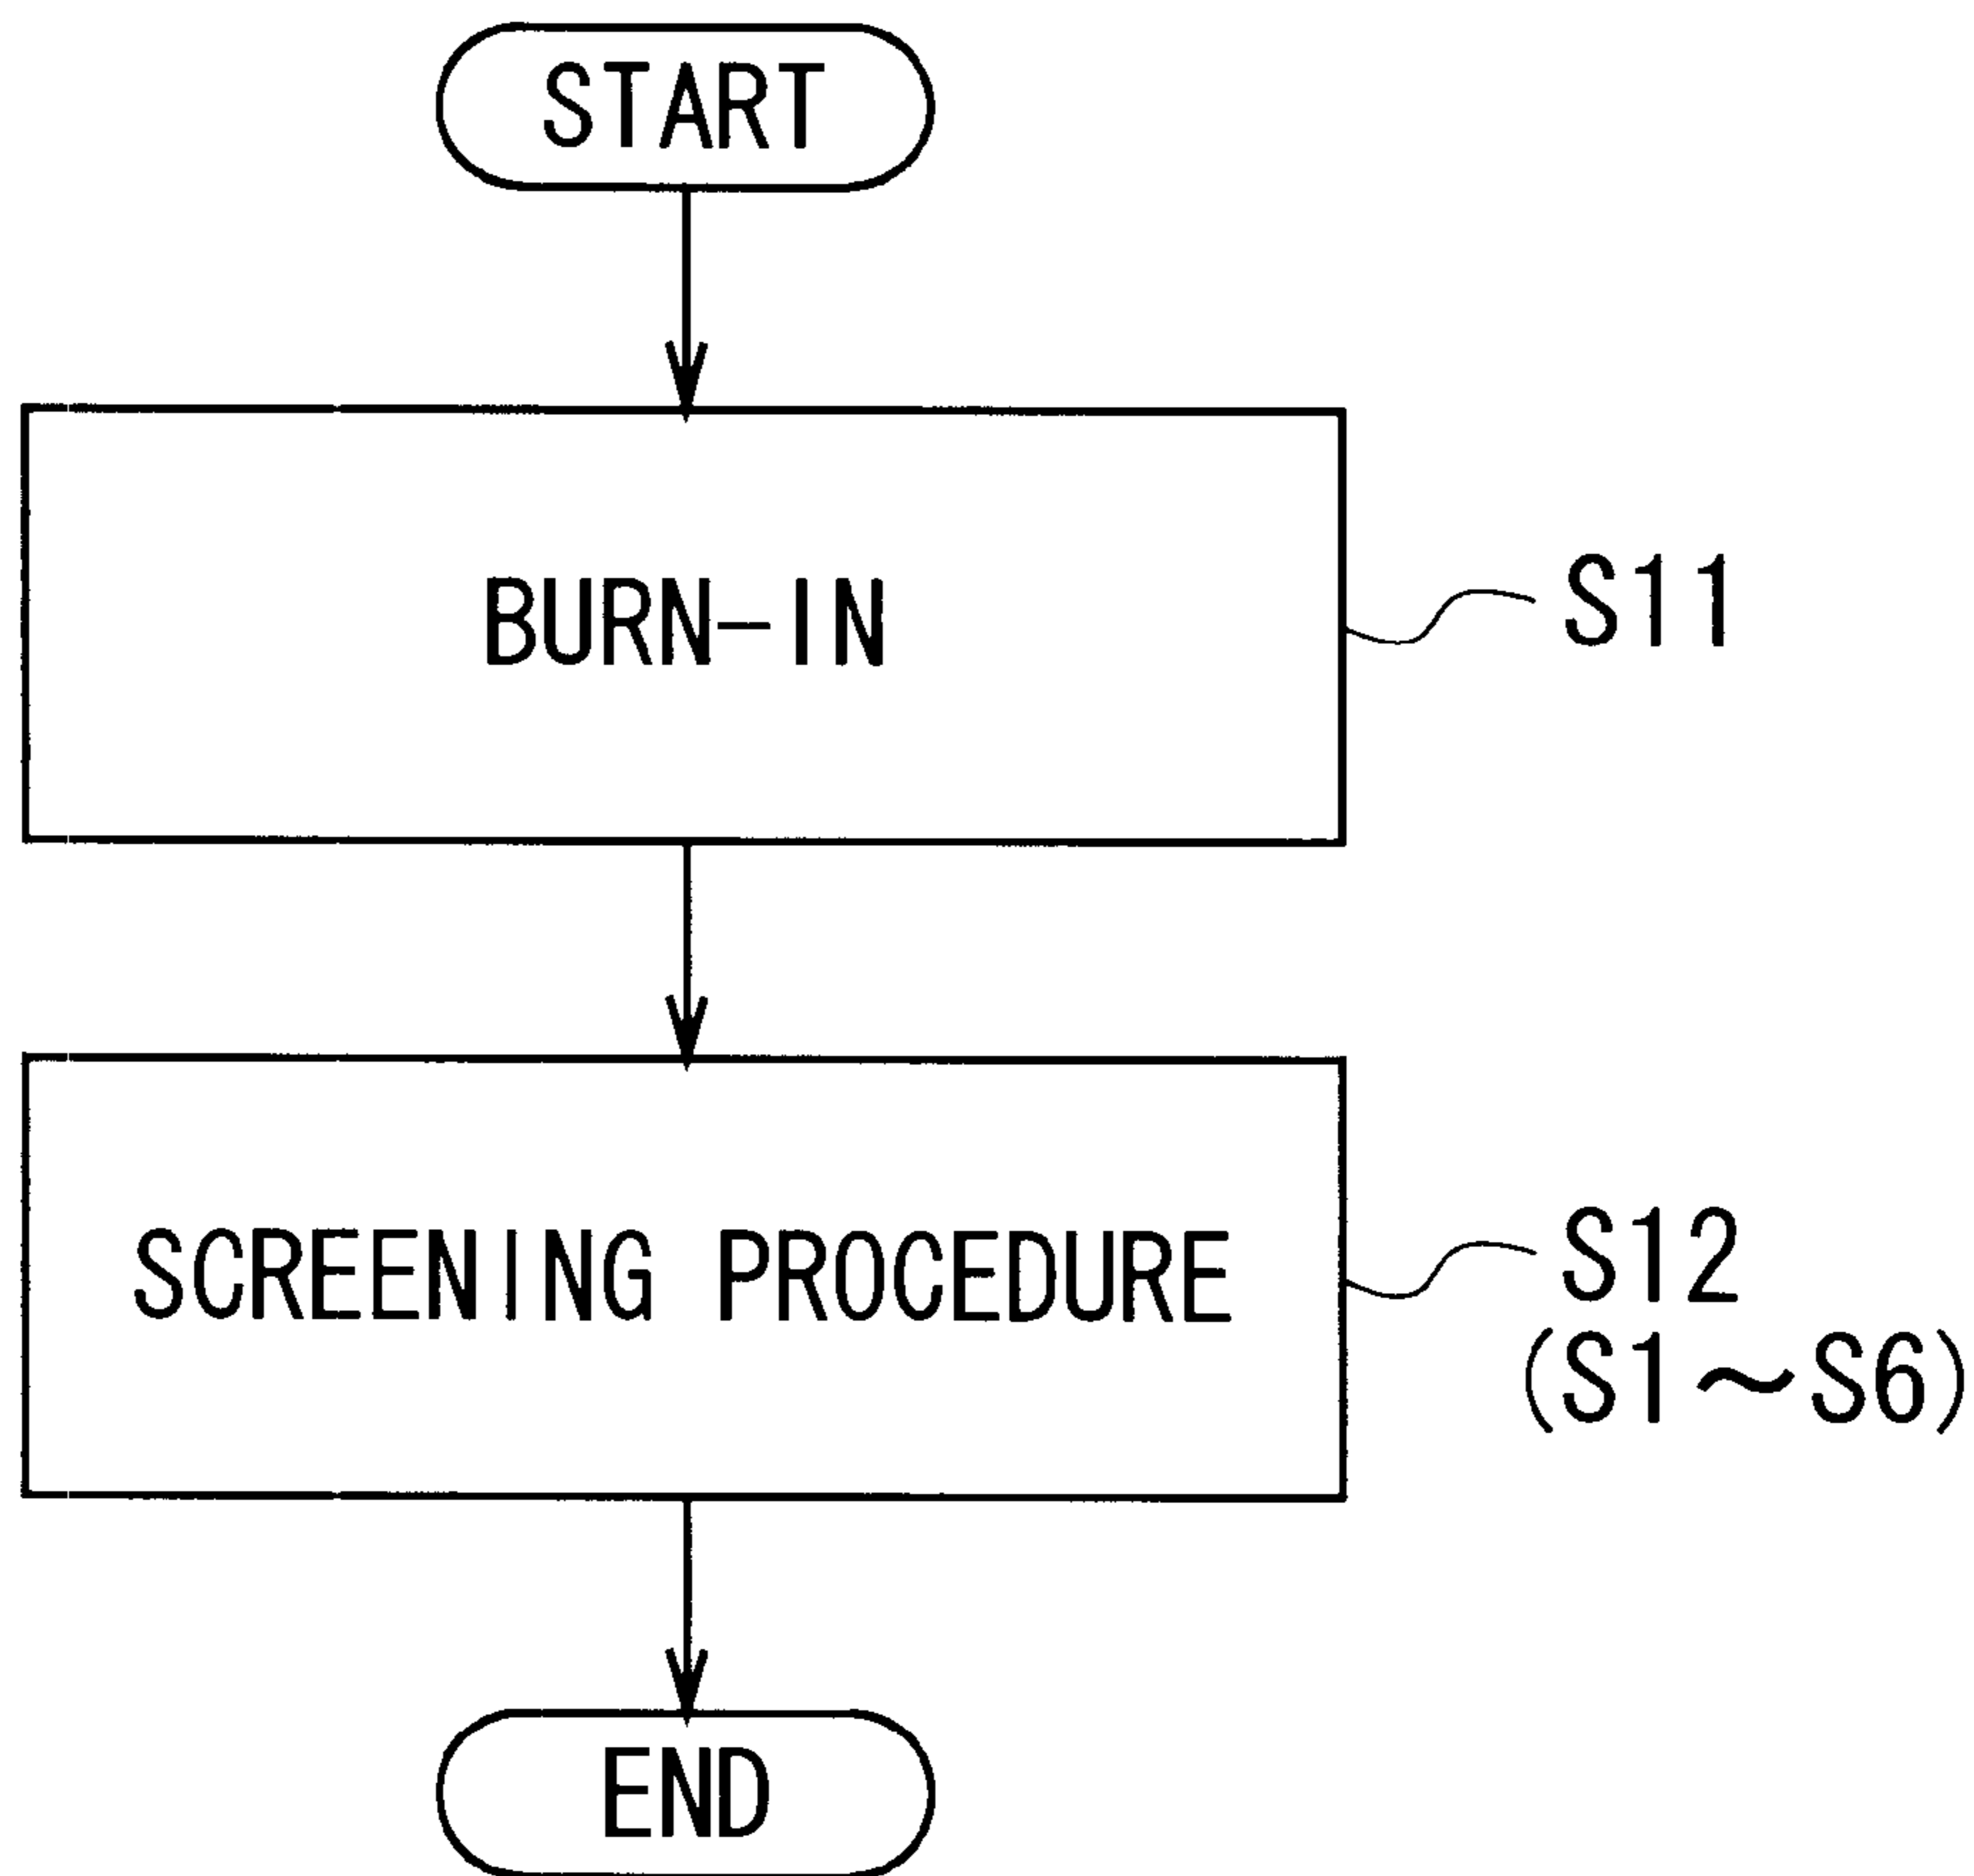 START
BURN-IN
S11
SCREENING PROCEDURE
S12
(S1～S6)
END